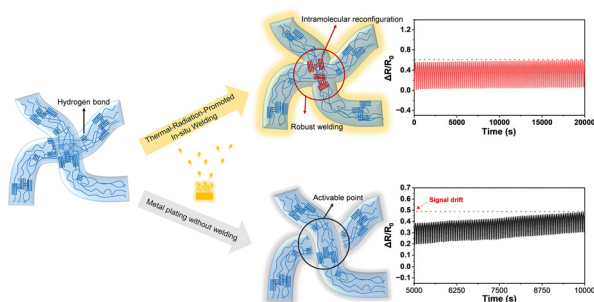 Intramolecular reconfiguration
Hydrogen bond
Thermal-Radiation-Promoted
In-situ Welding
Robust welding
Metal plating without welding
Activable point
ΔR/R0
1.2
0.8
0.4
0.0
−0.4
0
5000
10000
15000
20000
Time (s)
ΔR/R0
0.7
0.6
0.5
0.4
0.3
0.2
0.1
0.0
-0.1
Signal drift
5000
6250
7500
8750
10000
Time (s)